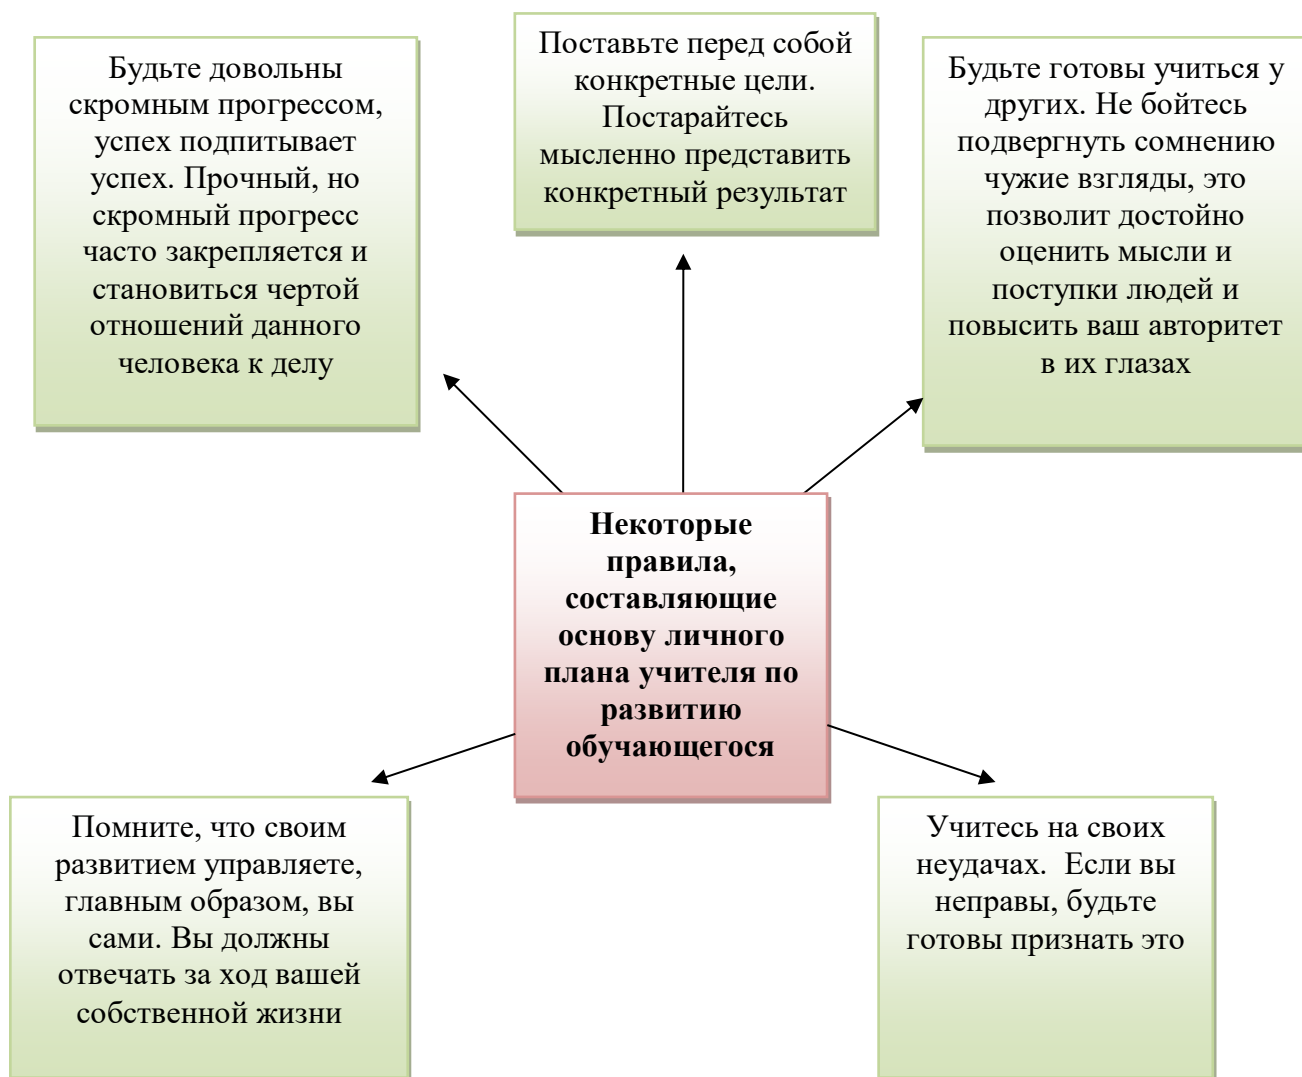 Будьте довольны
скромным прогрессом,
успех подпитывает
успех. Прочный, но
скромный прогресс
часто закрепляется и
становиться чертой
отношений данного
человека к делу
Поставьте перед собой
конкретные цели.
Постарайтесь
мысленно представить
конкретный результат
Будьте готовы учиться у
других. Не бойтесь
подвергнуть сомнению
чужие взгляды, это
позволит достойно
оценить мысли и
поступки людей и
повысить ваш авторитет
в их глазах
Некоторые
правила,
составляющие
основу личного
плана учителя по
развитию
обучающегося
Помните, что своим
развитием управляете,
главным образом, вы
сами. Вы должны
отвечать за ход вашей
собственной жизни
Учитесь на своих
неудачах.  Если вы
неправы, будьте
готовы признать это